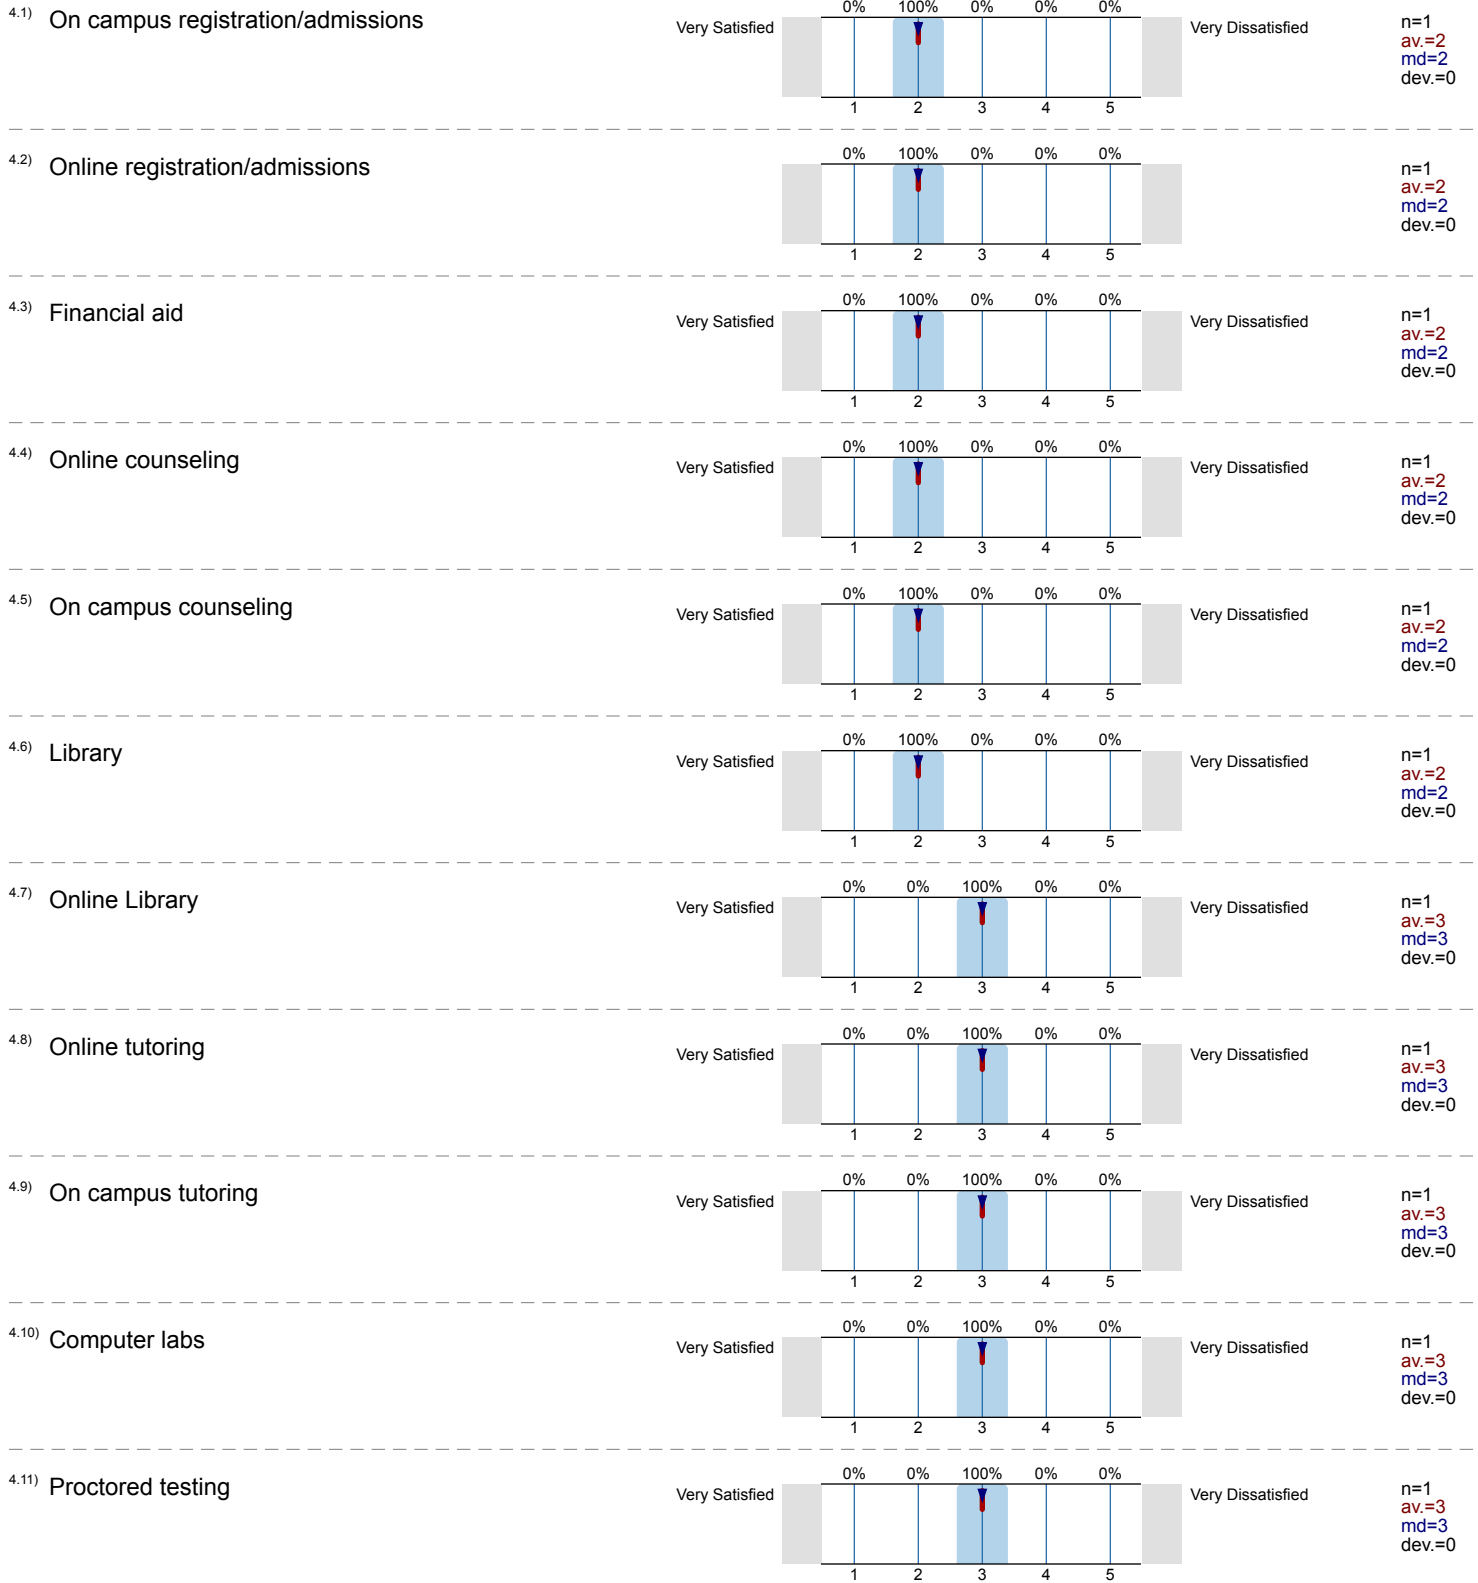 4.1) On campus registration/admissions
0% 100% 0% 0% 0%
Very Satisfied Very Dissatisfied
n=1
av.=2
md=2
dev.=0
1 2 3 4 5
4.2) Online registration/admissions
0% 100% 0% 0% 0%
n=1
av.=2
md=2
dev.=0
1 2 3 4 5
4.3) Financial aid
0% 100% 0% 0% 0%
Very Satisfied Very Dissatisfied
n=1
av.=2
md=2
dev.=0
1 2 3 4 5
4.4) Online counseling
0% 100% 0% 0% 0%
Very Satisfied Very Dissatisfied
n=1
av.=2
md=2
dev.=0
1 2 3 4 5
4.5) On campus counseling
0% 100% 0% 0% 0%
Very Satisfied Very Dissatisfied
n=1
av.=2
md=2
dev.=0
1 2 3 4 5
4.6) Library
0% 100% 0% 0% 0%
Very Satisfied Very Dissatisfied
n=1
av.=2
md=2
dev.=0
1 2 3 4 5
4.7) Online Library
0% 0% 100% 0% 0%
Very Satisfied Very Dissatisfied
n=1
av.=3
md=3
dev.=0
1 2 3 4 5
4.8) Online tutoring
0% 0% 100% 0% 0%
Very Satisfied Very Dissatisfied
n=1
av.=3
md=3
dev.=0
1 2 3 4 5
4.9) On campus tutoring
0% 0% 100% 0% 0%
Very Satisfied Very Dissatisfied
n=1
av.=3
md=3
dev.=0
1 2 3 4 5
4.10) Computer labs
0% 0% 100% 0% 0%
Very Satisfied Very Dissatisfied
n=1
av.=3
md=3
dev.=0
1 2 3 4 5
4.11) Proctored testing
0% 0% 100% 0% 0%
Very Satisfied Very Dissatisfied
n=1
av.=3
md=3
dev.=0
1 2 3 4 5